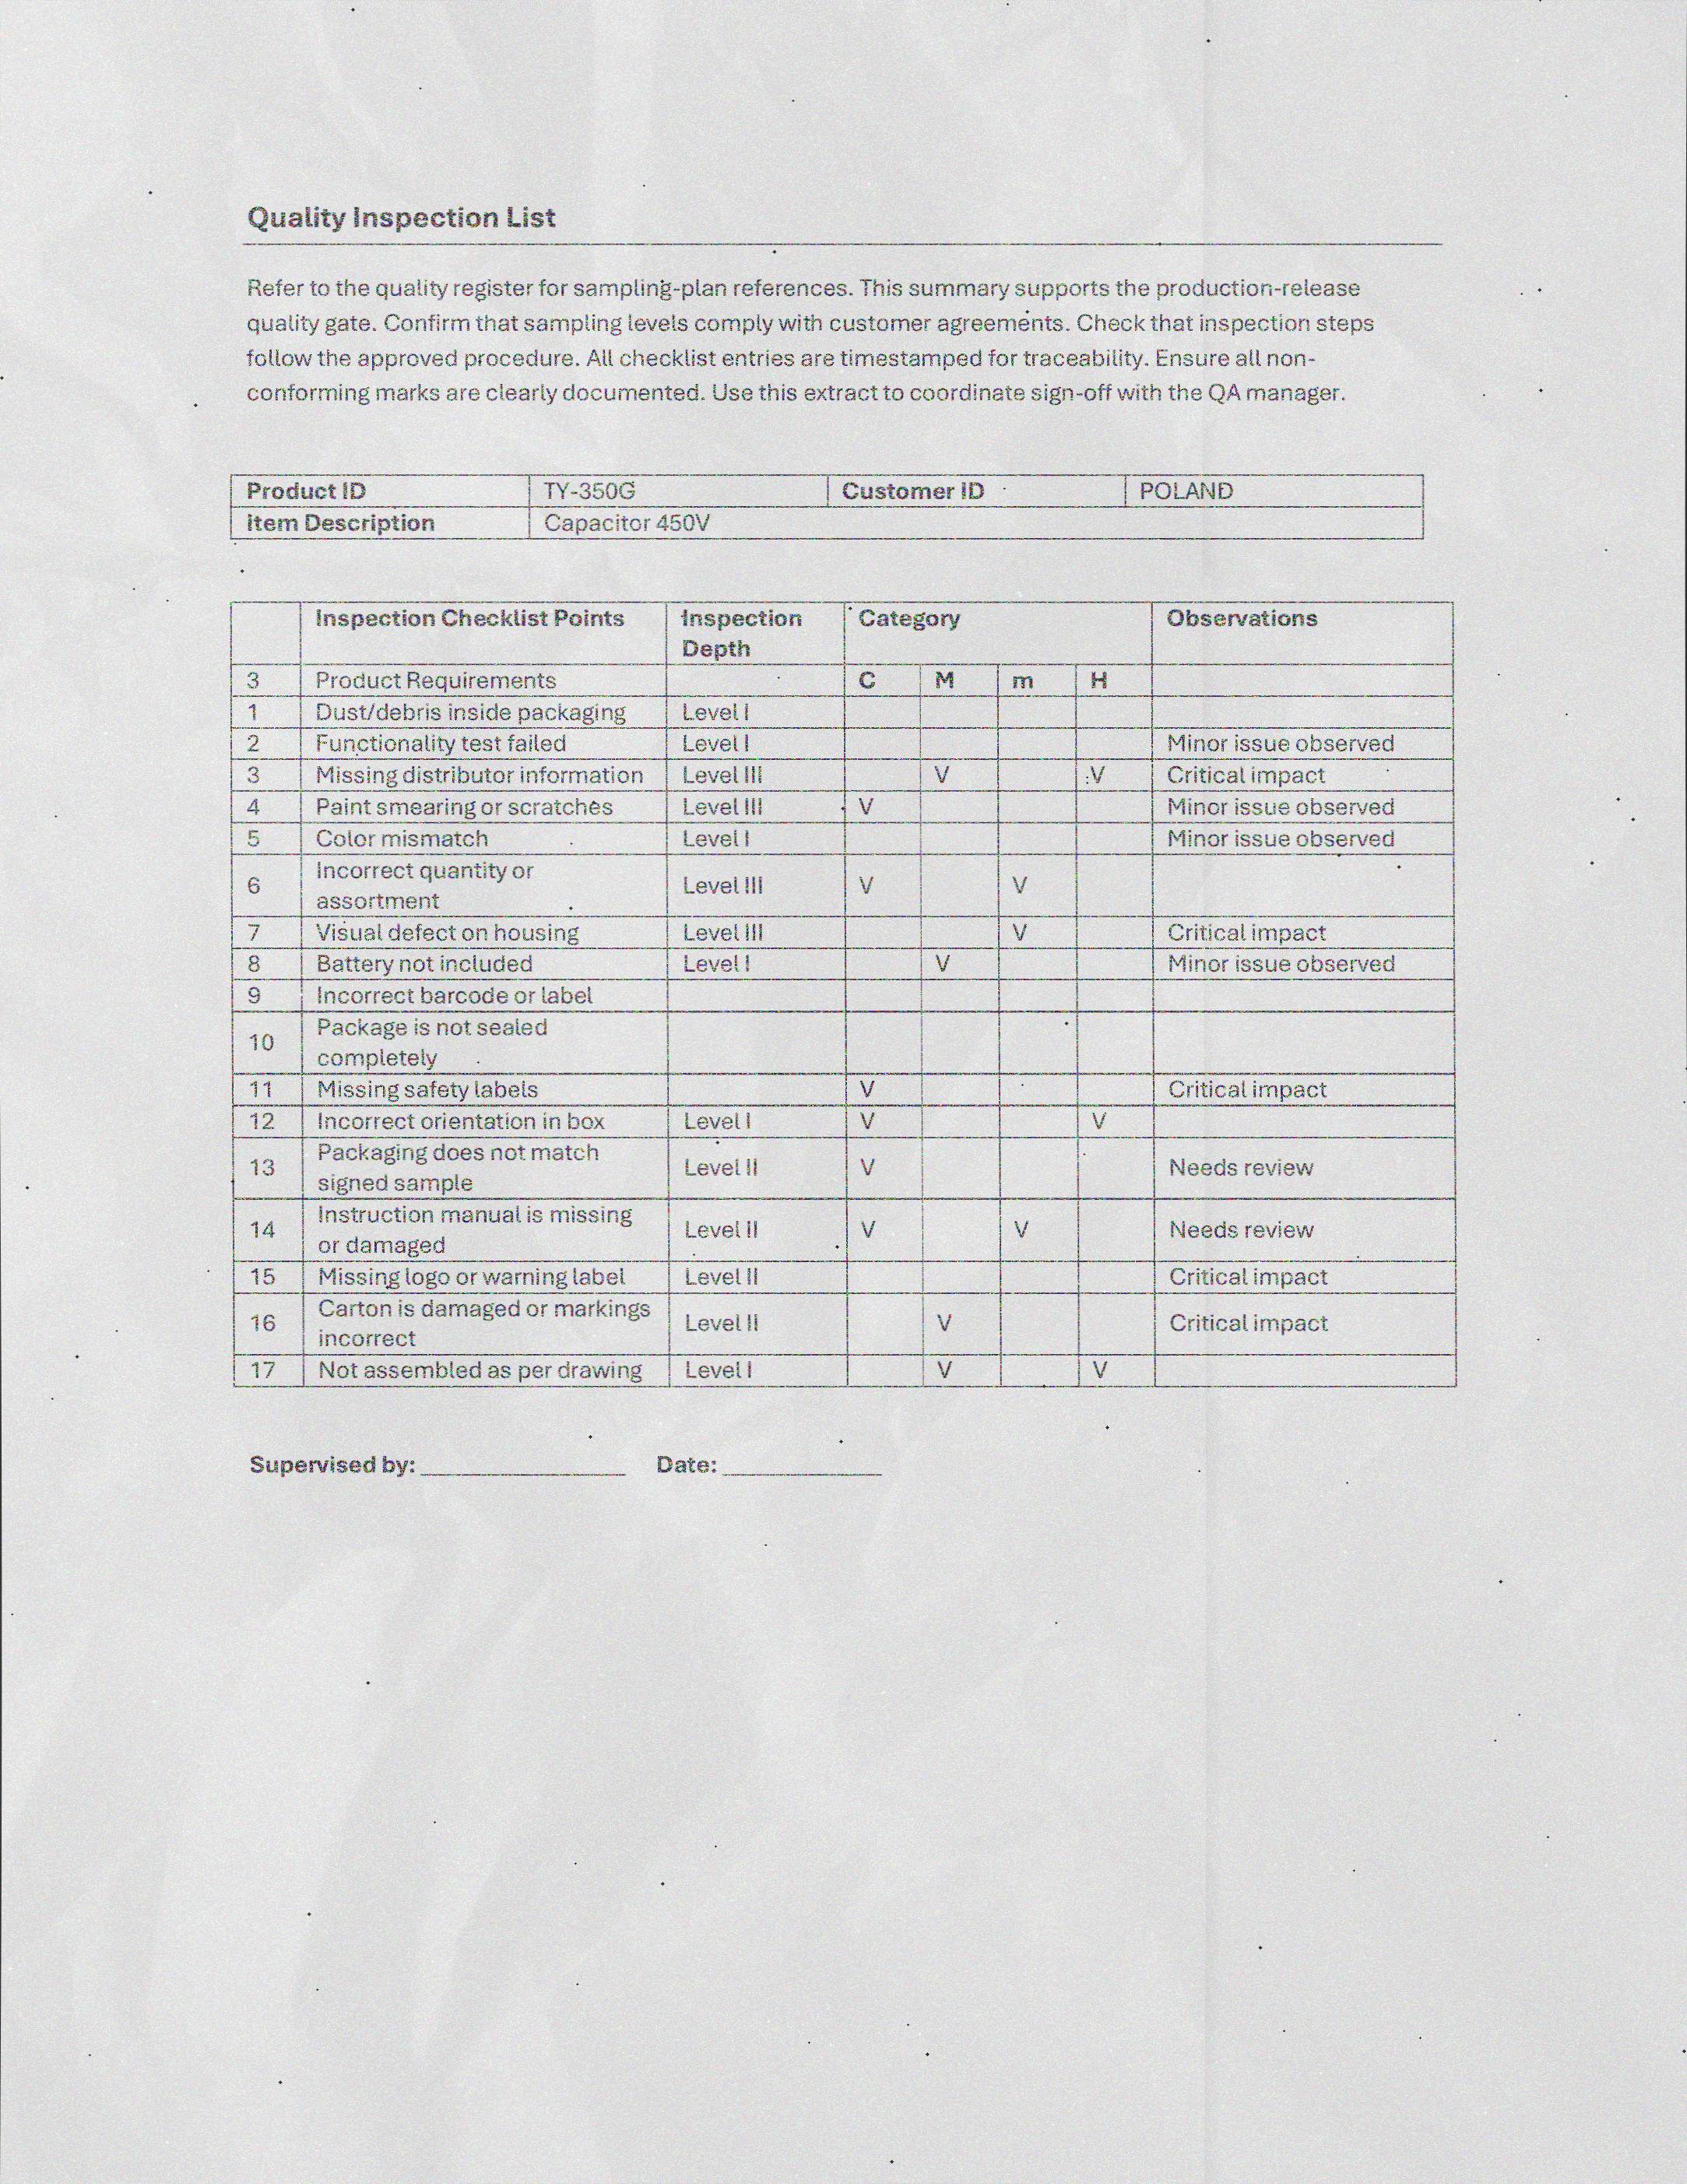 Quality Inspection List
Refer to the quality register for sampling-plan references. This summary supports the production-release
quality gate. Confirm that sampling levels comply with customer agreements. Check that inspection steps
follow the approved procedure. All checklist entries are timestamped for traceability. Ensure all non-
conforming marks are clearly documented. Use this extract to coordinate sign-off with the QA manager.
Product ID TY-350G Customer ID POLAND
Item Description Capacitor 450V
Inspection Checklist Points Inspection Category Observations
Depth
3 Product Requirements C M m H
1 Dust/debris inside packaging Level I
2 Functionality test failed Level I Minor issue observed
3 Missing distributor information Level III V V Critical impact
4 Paint smearing or scratches Level III V Minor issue observed
5 Color mismatch Level I Minor issue observed
6 Incorrect quantity or Level III V V
assortment
7 Visual defect on housing Level III V Critical impact
8 Battery not included Level I V Minor issue observed
9 Incorrect barcode or label
10 Package is not sealed
completely
11 Missing safety labels V Critical impact
12 Incorrect orientation in box Level I V V
13 Packaging does not match Level II V Needs review
signed sample
14 Instruction manual is missing Level II V V Needs review
or damaged
15 Missing logo or warning label Level II Critical impact
16 Carton is damaged or markings Level II V Critical impact
incorrect
17 Not assembled as per drawing Level I V V
Supervised by: Date: